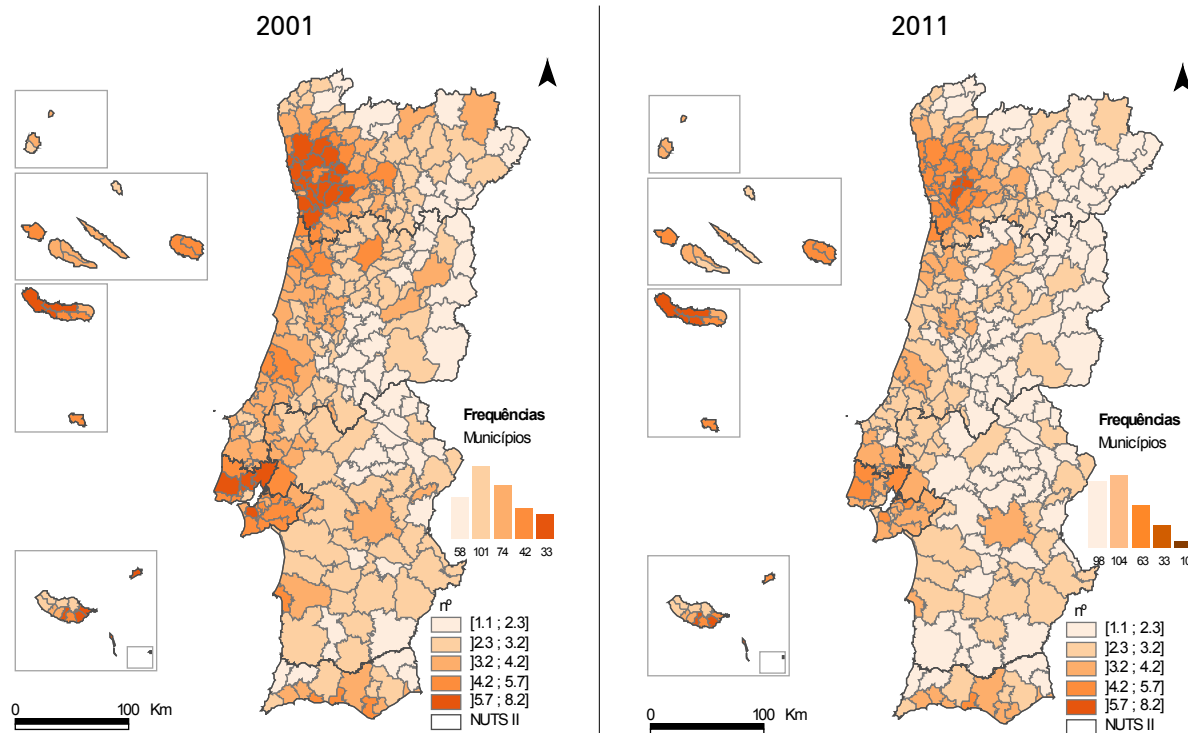 2001
Frequências
Municípios
58 101 74 42 33
nº
[1.1 ; 2.3]
]2.3 ; 3.2]
]3.2 ; 4.2]
]4.2 ; 5.7]
]5.7 ; 8.2]
NUTS II
0 100 Km
2011
Frequências
Municípios
98 104 63 33 10
nº
[1.1 ; 2.3]
]2.3 ; 3.2]
]3.2 ; 4.2]
]4.2 ; 5.7]
]5.7 ; 8.2]
NUTS II
0 100 Km